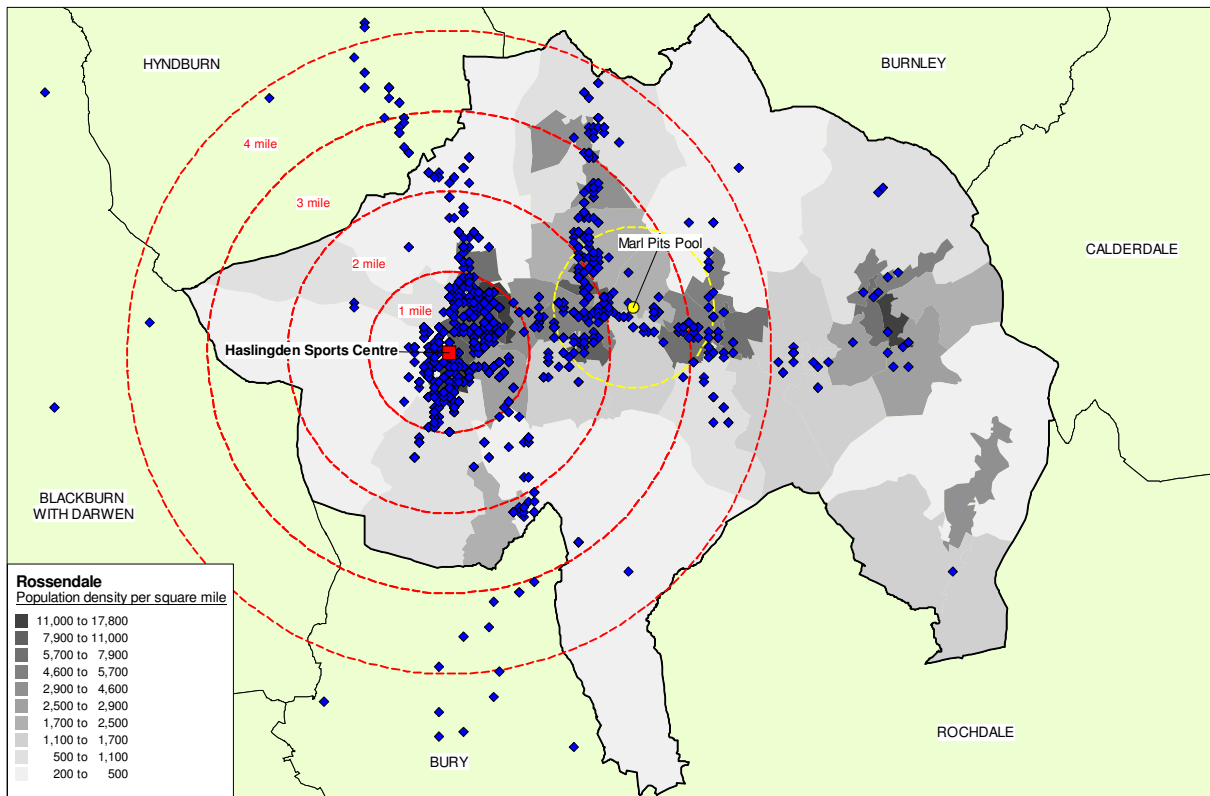 HYNDBURN
BURNLEY
4 mile
3 mile
Marl Pits Pool
CALDERDALE
2 mile
1 mile
Haslingden Sports Centre
BLACKBURN
WITH DARWEN
ROCHDALE
BURY
Rossendale
Population density per square mile
11,000 to 17,800
7,900 to 11,000
5,700 to 7,900
4,600 to 5,700
2,900 to 4,600
2,500 to 2,900
1,700 to 2,500
1,100 to 1,700
500 to 1,100
200 to 500